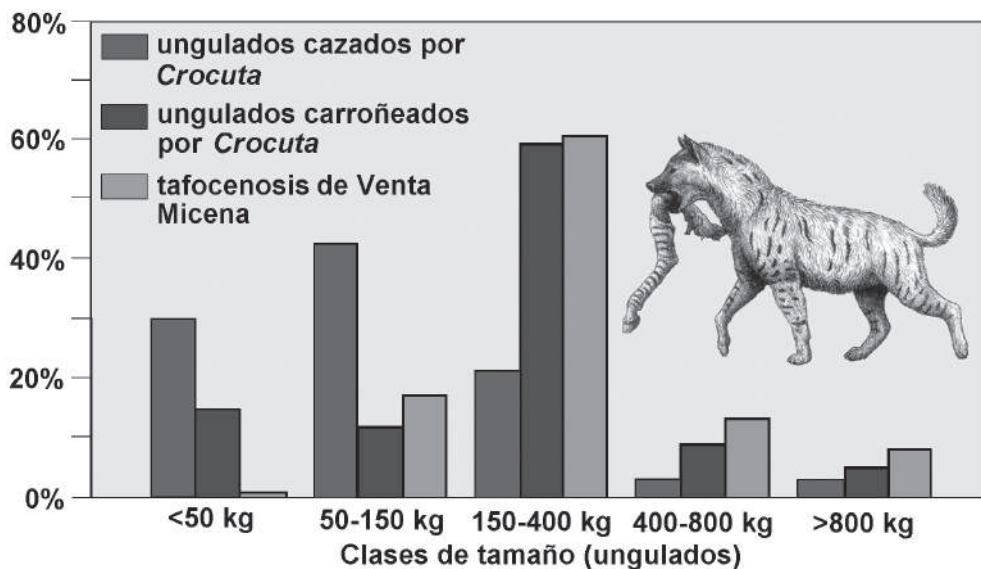 80%
60%
40%
20%
0%
ungulados cazados por
Crocuta
ungulados carroñeados
por Crocuta
tafocenosis de Venta
Micena
<50 kg
50-150 kg
150-400 kg
400-800 kg
>800 kg
Clases de tamaño (ungulados)